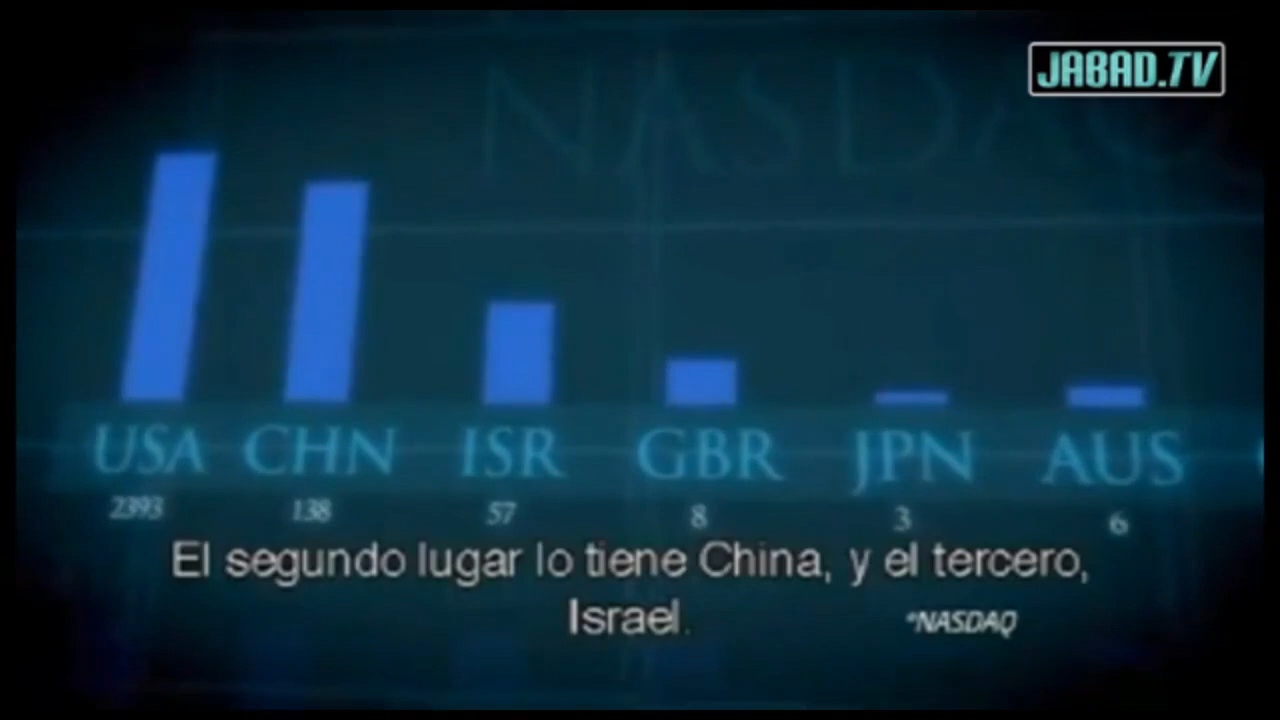 JABAD.TV
NASDAQ
USA CHN ISR GBR JPN AUS
2393 138 57 8 3 6
El segundo lugar lo tiene China, y el tercero,
Israel.
*NASDAQ